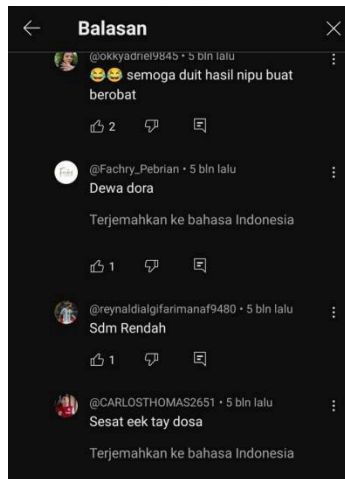 Balasan
@okkyadriel9845 • 5 bln lalu
😂😂 semoga duit hasil nipu buat
berobat
2
@Fachry_Pebrian • 5 bln lalu
Dewa dora
Terjemahkan ke bahasa Indonesia
1
@reynaldialgifarimanaf9480 • 5 bln lalu
Sdm Rendah
1
@CARLOSTHOMAS2651 • 5 bln lalu
Sesat eek tay dosa
Terjemahkan ke bahasa Indonesia